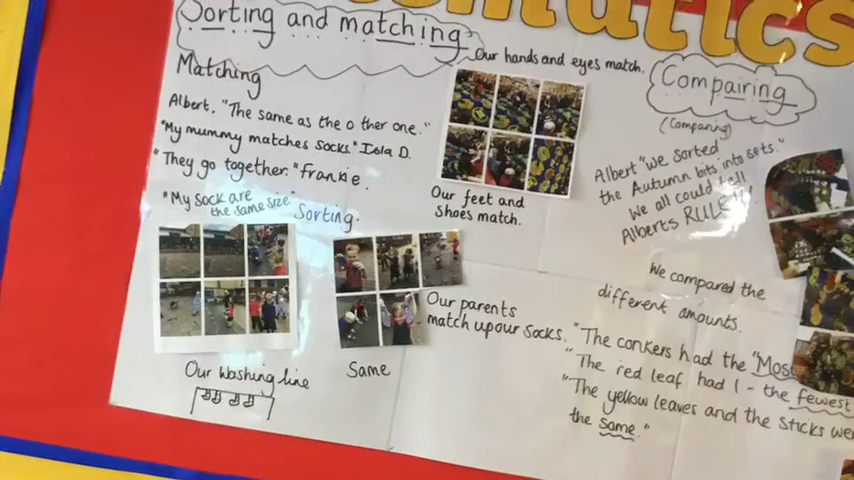 Sorting and matching
Matching
Albert. "The same as the other one."
"My mummy matches socks." Isla D.
"They go together." Frankie.
"My sock are
the same size"
Sorting.
Our washing line
Same
Our hands and eyes match.
Our feet and
shoes match.
Our parents
match up our socks.
Compairing
(comparing)
Albert "We sorted
the Autumn bits into sets."
We all could tell
Alberts RULE!!
We compared the
different amounts.
"The conkers had the "Most
"The red leaf had 1 - the fewest
"The yellow leaves and the sticks were
the same."